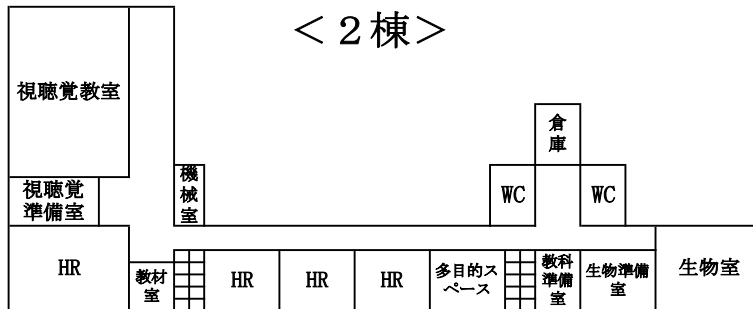 <2棟>
視聴覚教室
倉
庫
機
械
室
視聴覚
準備室
WC
WC
HR
教材
室
HR
HR
HR
多目的ス
ペース
教科
準備
室
生物準備
室
生物室